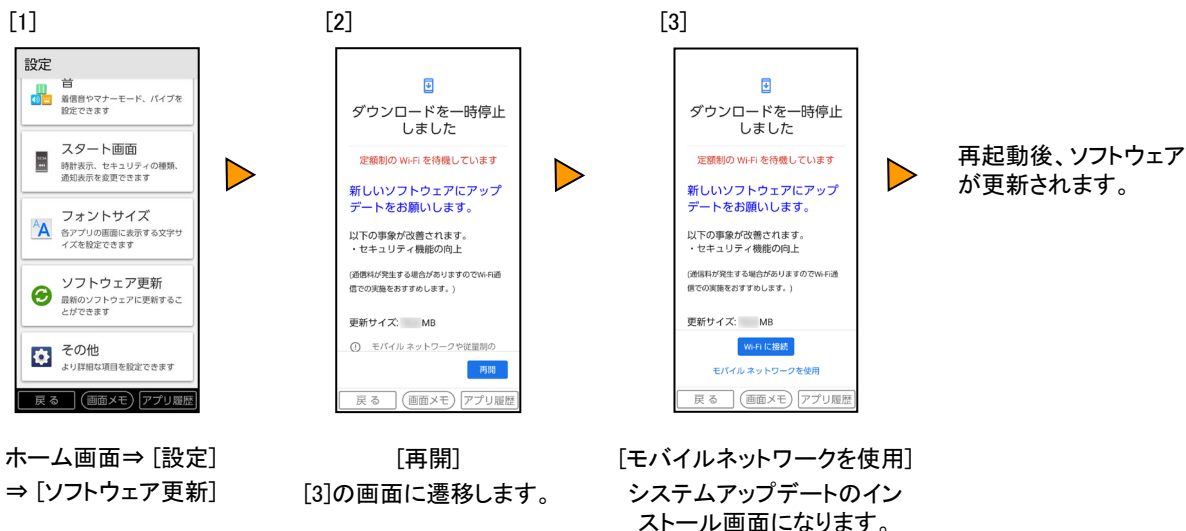 [1]
設定
音
着信音やマナーモード、バイブを
設定できます
スタート画面
時計表示、セキュリティの種類、
通知表示を変更できます
フォントサイズ
各アプリの画面に表示する文字サ
イズを設定できます
ソフトウェア更新
最新のソフトウェアに更新するこ
とができます
その他
より詳細な項目を設定できます
戻る
画面メモ
アプリ履歴
ホーム画面⇒ [設定]
⇒ [ソフトウェア更新]
[2]
ダウンロードを一時停止
しました
定額制の Wi-Fi を待機しています
新しいソフトウェアにアップ
デートをお願いします。
以下の事象が改善されます。
・セキュリティ機能の向上
(通信料が発生する場合がありますのでWi-Fi通
信での実施をおすすめします。)
更新サイズ: MB
モバイル ネットワークや従量制の
再開
戻る
画面メモ
アプリ履歴
[再開]
[3]の画面に遷移します。
[3]
ダウンロードを一時停止
しました
定額制の Wi-Fi を待機しています
新しいソフトウェアにアップ
デートをお願いします。
以下の事象が改善されます。
・セキュリティ機能の向上
(通信料が発生する場合がありますのでWi-Fi通
信での実施をおすすめします。)
更新サイズ: MB
Wi-Fi に接続
モバイル ネットワークを使用
戻る
画面メモ
アプリ履歴
[モバイルネットワークを使用]
システムアップデートのイン
ストール画面になります。
再起動後、ソフトウェア
が更新されます。